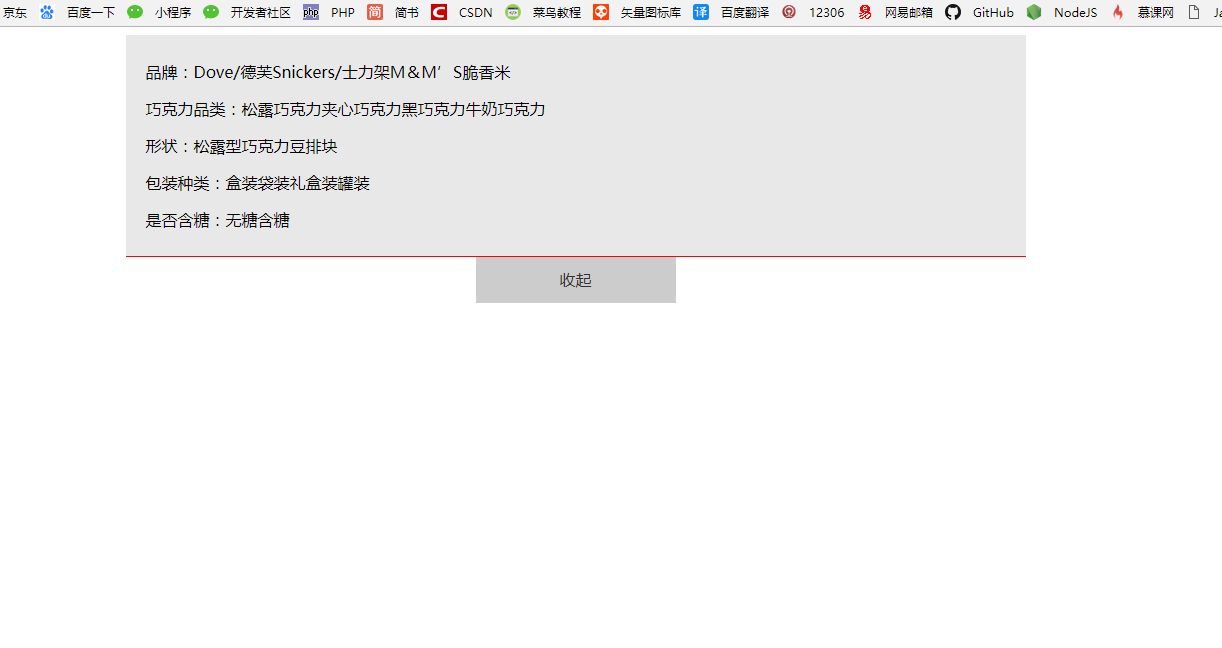 京东 百度一下 小程序 开发者社区 php PHP 简 简书 C CSDN 菜鸟教程 矢量图标库 译 百度翻译 12306 易 网易邮箱 GitHub NodeJS 慕课网 Ja
品牌：Dove/德芙Snickers/士力架M＆M’S脆香米
巧克力品类：松露巧克力夹心巧克力黑巧克力牛奶巧克力
形状：松露型巧克力豆排块
包装种类：盒装袋装礼盒装罐装
是否含糖：无糖含糖
收起